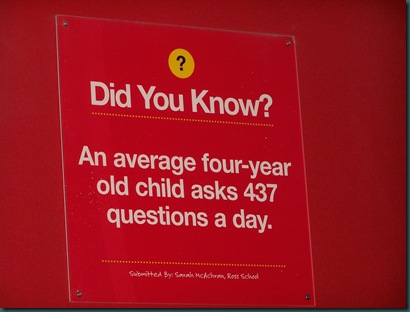 ?
Did You Know?
An average four-year
old child asks 437
questions a day.
Submitted By: Sarah McAchran, Ross School